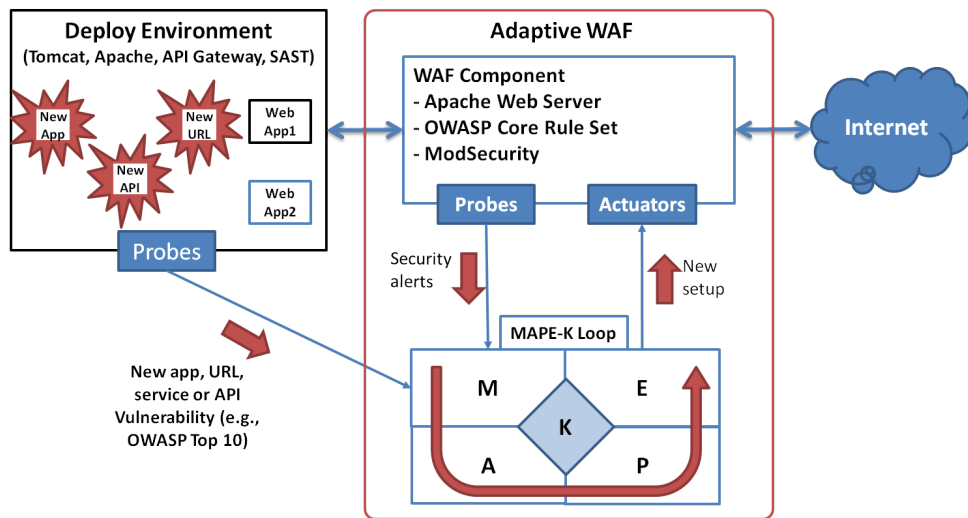 Deploy Environment
(Tomcat, Apache, API Gateway, SAST)
New
App
New
URL
New
API
Web
App1
Web
App2
Probes
New app, URL,
service or API
Vulnerability (e.g.,
OWASP Top 10)
Adaptive WAF
WAF Component
- Apache Web Server
- OWASP Core Rule Set
- ModSecurity
Probes
Actuators
Security
alerts
New
setup
MAPE-K Loop
M
E
K
A
P
Internet